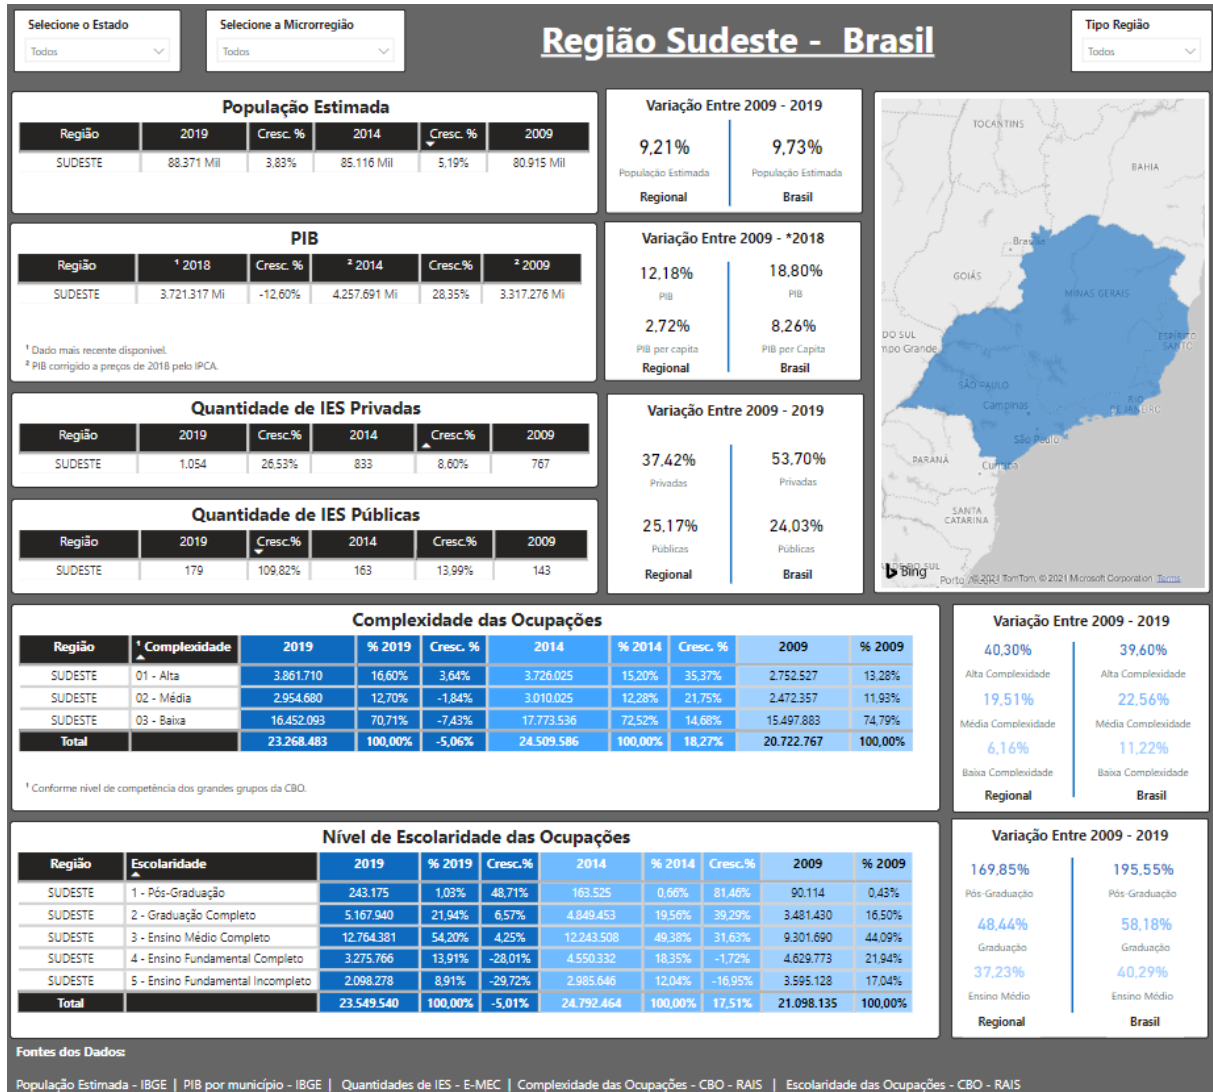 Selecione o Estado
Todos
Selecione a Microrregião
Todos
Região Sudeste - Brasil
Tipo Região
Todos
População Estimada
Região 2019 Cresc. % 2014 Cresc. % 2009
SUDESTE 88.371 Mil 3,83% 85.116 Mil 5,19% 80.915 Mil
Variação Entre 2009 - 2019
9,21% 9,73%
População Estimada População Estimada
Regional Brasil
PIB
Região ¹ 2018 Cresc. % ² 2014 Cresc.% ² 2009
SUDESTE 3.721.317 Mi -12,60% 4.257.691 Mi 28,35% 3.317.276 Mi
¹ Dado mais recente disponivel.
² PIB corrigido a preços de 2018 pelo IPCA.
Variação Entre 2009 - *2018
12,18% 18,80%
PIB PIB
2,72% 8,26%
PIB per capita PIB per Capita
Regional Brasil
Quantidade de IES Privadas
Região 2019 Cresc.% 2014 Cresc.% 2009
SUDESTE 1.054 26,53% 833 8,60% 767
Quantidade de IES Públicas
Região 2019 Cresc.% 2014 Cresc.% 2009
SUDESTE 179 109,82% 163 13,99% 143
Variação Entre 2009 - 2019
37,42% 53,70%
Privadas Privadas
25,17% 24,03%
Públicas Públicas
Regional Brasil
TOCANTINS
BAHIA
Brasília
GOIÁS
MINAS GERAIS
DO SUL
mpo Grande
ESPÍRITO
SANTO
SÃO PAULO
Campinas
RIO
DE JANEIRO
São Paulo
PARANÁ
Curitiba
SANTA
CATARINA
DO SUL
Bing
Porto
© 2021 TomTom, © 2021 Microsoft Corporation Terms
Complexidade das Ocupações
Região ¹ Complexidade 2019 % 2019 Cresc. % 2014 % 2014 Cresc. % 2009 % 2009
SUDESTE 01 - Alta 3.861.710 16,60% 3,64% 3.726.025 15,20% 35,37% 2.752.527 13,28%
SUDESTE 02 - Média 2.954.680 12,70% -1,84% 3.010.025 12,28% 21,75% 2.472.357 11,93%
SUDESTE 03 - Baixa 16.452.093 70,71% -7,43% 17.773.536 72,52% 14,68% 15.497.883 74,79%
Total 23.268.483 100,00% -5,06% 24.509.586 100,00% 18,27% 20.722.767 100,00%
¹ Conforme nivel de competência dos grandes grupos da CBO.
Variação Entre 2009 - 2019
40,30% 39,60%
Alta Complexidade Alta Complexidade
19,51% 22,56%
Média Complexidade Média Complexidade
6,16% 11,22%
Baixa Complexidade Baixa Complexidade
Regional Brasil
Nível de Escolaridade das Ocupações
Região Escolaridade 2019 % 2019 Cresc.% 2014 % 2014 Cresc.% 2009 % 2009
SUDESTE 1 - Pós-Graduação 243.175 1,03% 48,71% 163.525 0,66% 81,46% 90.114 0,43%
SUDESTE 2 - Graduação Completo 5.167.940 21,94% 6,57% 4.849.453 19,56% 39,29% 3.481.430 16,50%
SUDESTE 3 - Ensino Médio Completo 12.764.381 54,20% 4,25% 12.243.508 49,38% 31,63% 9.301.690 44,09%
SUDESTE 4 - Ensino Fundamental Completo 3.275.766 13,91% -28,01% 4.550.332 18,35% -1,72% 4.629.773 21,94%
SUDESTE 5 - Ensino Fundamental Incompleto 2.098.278 8,91% -29,72% 2.985.646 12,04% -16,95% 3.595.128 17,04%
Total 23.549.540 100,00% -5,01% 24.792.464 100,00% 17,51% 21.098.135 100,00%
Variação Entre 2009 - 2019
169,85% 195,55%
Pós-Graduação Pós-Graduação
48,44% 58,18%
Graduação Graduação
37,23% 40,29%
Ensino Médio Ensino Médio
Regional Brasil
Fontes dos Dados:
População Estimada - IBGE | PIB por município - IBGE | Quantidades de IES - E-MEC | Complexidade das Ocupações - CBO - RAIS | Escolaridade das Ocupações - CBO - RAIS